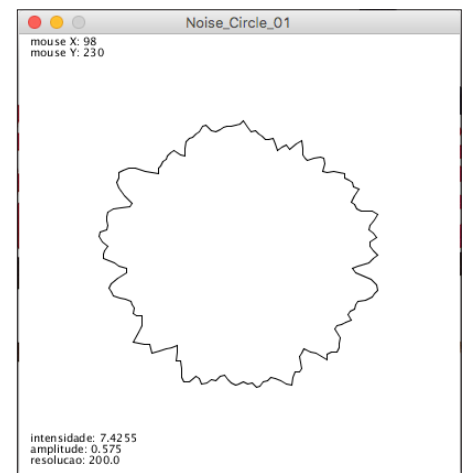 Noise_Circle_01
mouse X: 98
mouse Y: 230
intensidade: 7.4255
amplitude: 0.575
resolucao: 200.0